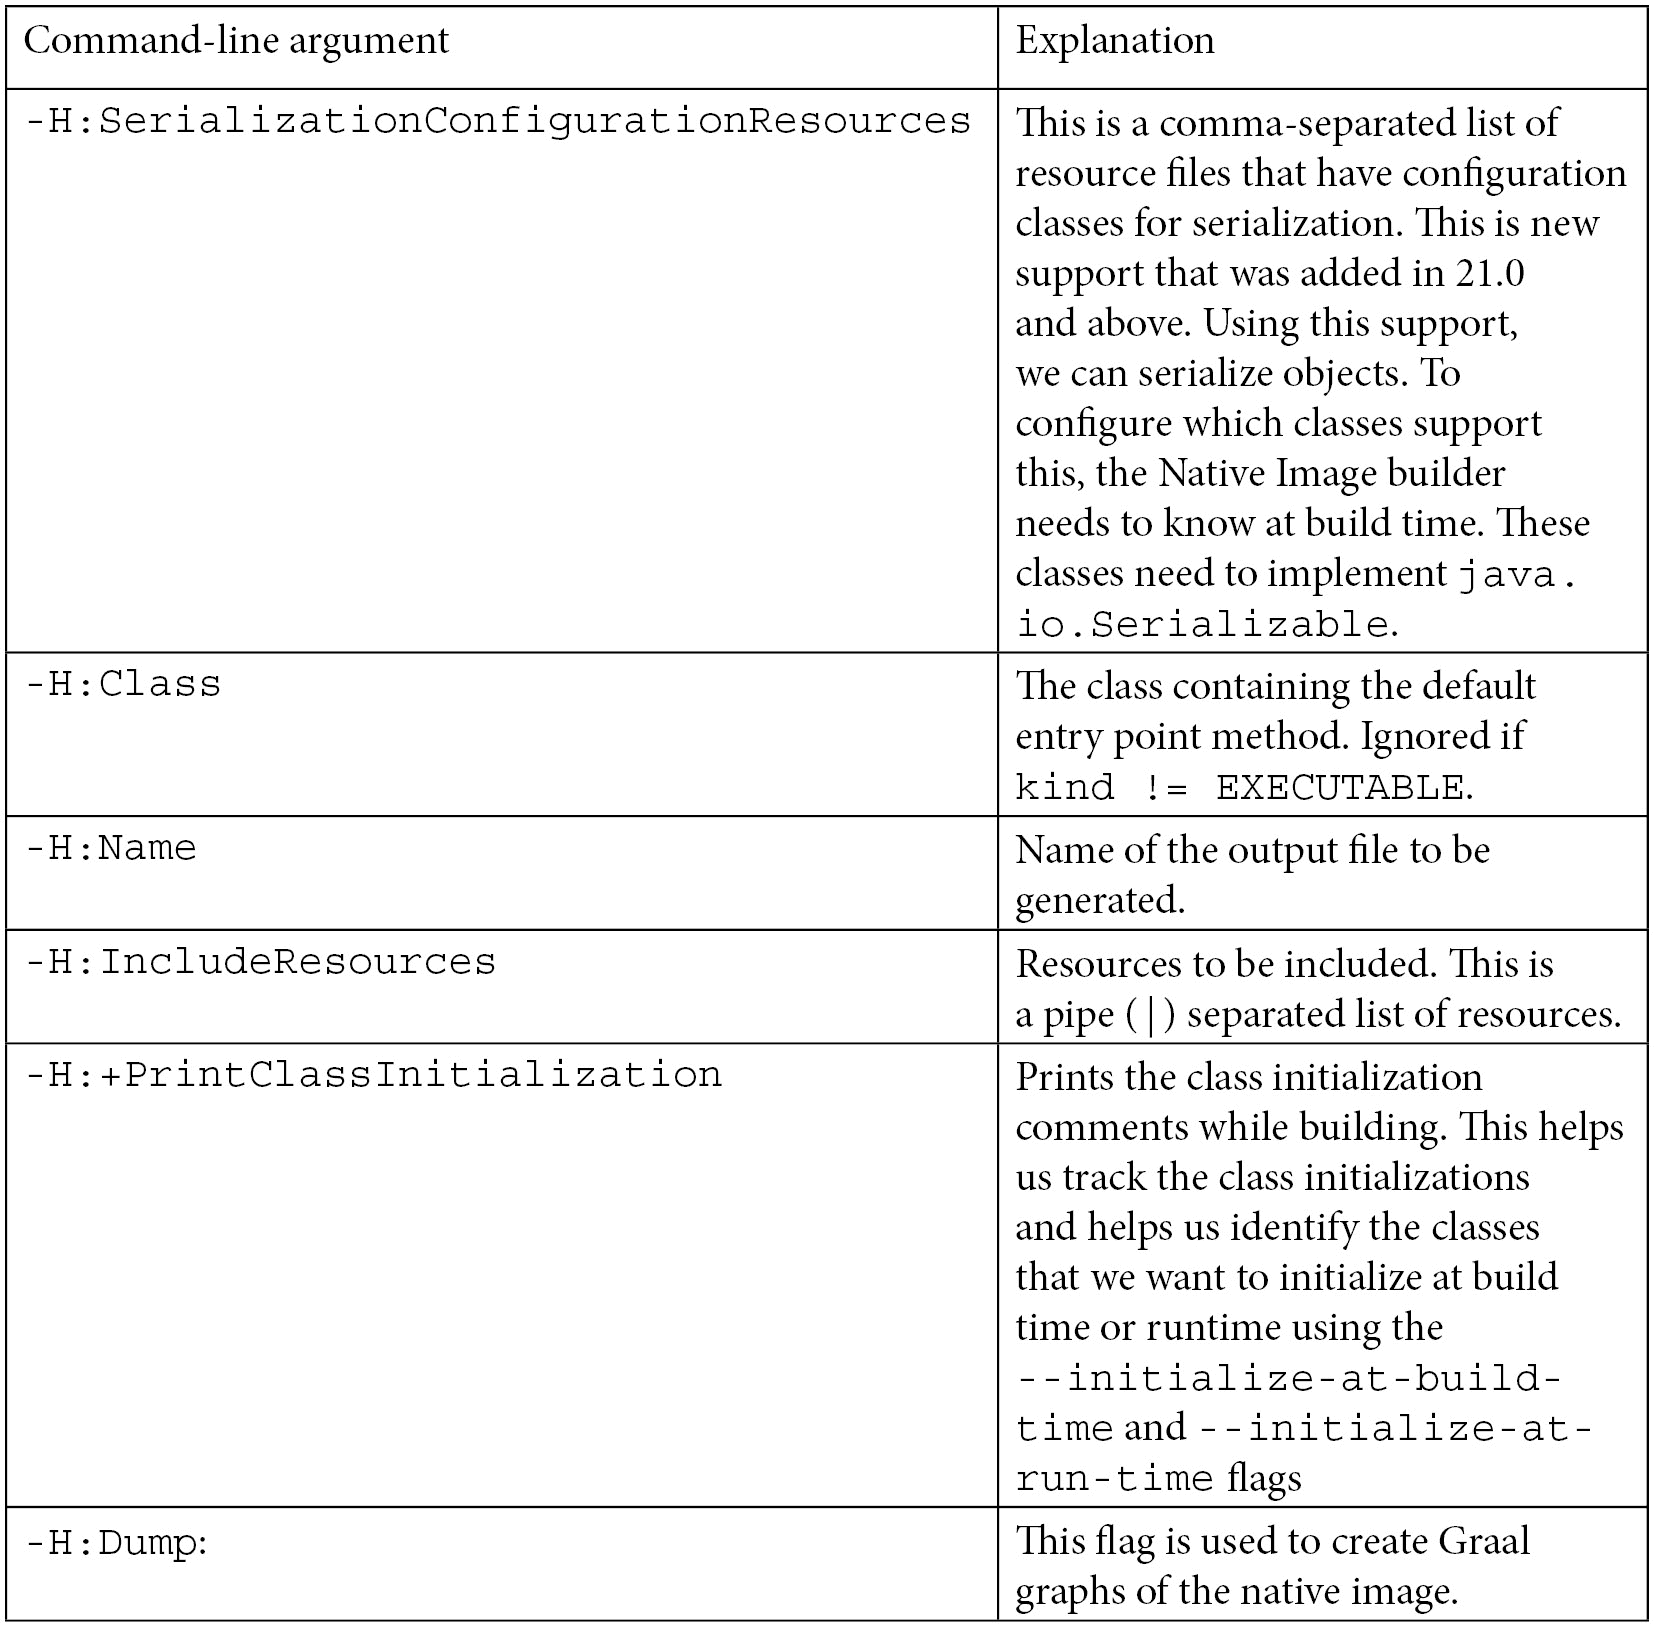 Command-line argument
Explanation
-H:SerializationConfigurationResources
This is a comma-separated list of
resource files that have configuration
classes for serialization. This is new
support that was added in 21.0
and above. Using this support,
we can serialize objects. To
configure which classes support
this, the Native Image builder
needs to know at build time. These
classes need to implement java.
io.Serializable.
-H:Class
The class containing the default
entry point method. Ignored if
kind != EXECUTABLE.
-H:Name
Name of the output file to be
generated.
-H:IncludeResources
Resources to be included. This is
a pipe (|) separated list of resources.
-H:+PrintClassInitialization
Prints the class initialization
comments while building. This helps
us track the class initializations
and helps us identify the classes
that we want to initialize at build
time or runtime using the
--initialize-at-build-
time and --initialize-at-
run-time flags
-H:Dump:
This flag is used to create Graal
graphs of the native image.